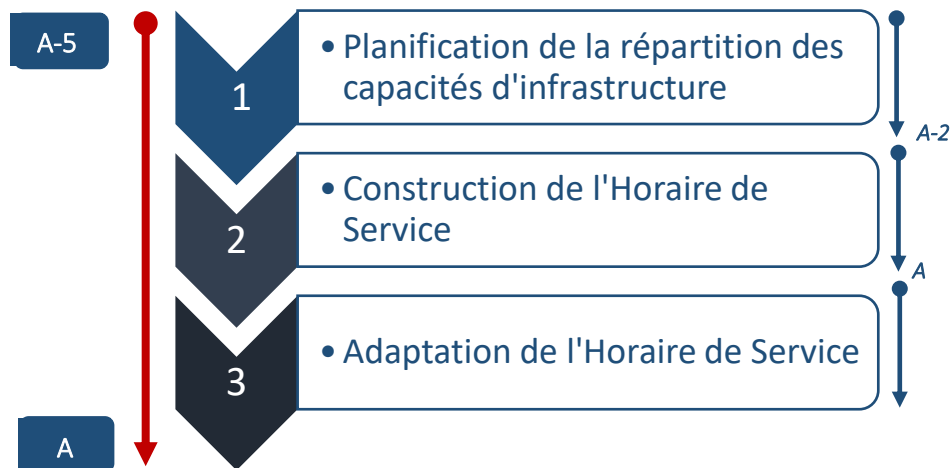 A-5
1
• Planification de la répartition des
capacités d'infrastructure
A-2
2
• Construction de l'Horaire de
Service
A
3
• Adaptation de l'Horaire de Service
A